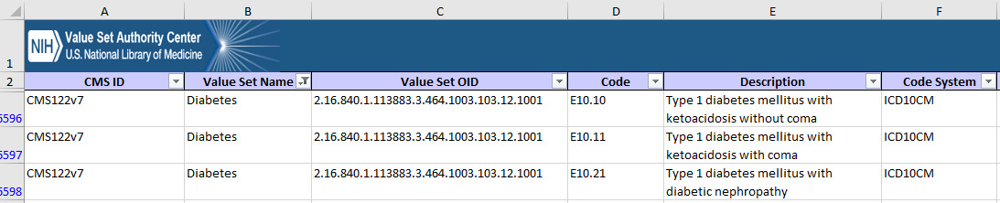 A B C D E F
1
NIH Value Set Authority Center
U.S. National Library of Medicine
2 CMS ID Value Set Name Value Set OID Code Description Code System
5596 CMS122v7 Diabetes 2.16.840.1.113883.3.464.1003.103.12.1001 E10.10 Type 1 diabetes mellitus with ICD10CM
ketoacidosis without coma
5597 CMS122v7 Diabetes 2.16.840.1.113883.3.464.1003.103.12.1001 E10.11 Type 1 diabetes mellitus with ICD10CM
ketoacidosis with coma
5598 CMS122v7 Diabetes 2.16.840.1.113883.3.464.1003.103.12.1001 E10.21 Type 1 diabetes mellitus with ICD10CM
diabetic nephropathy